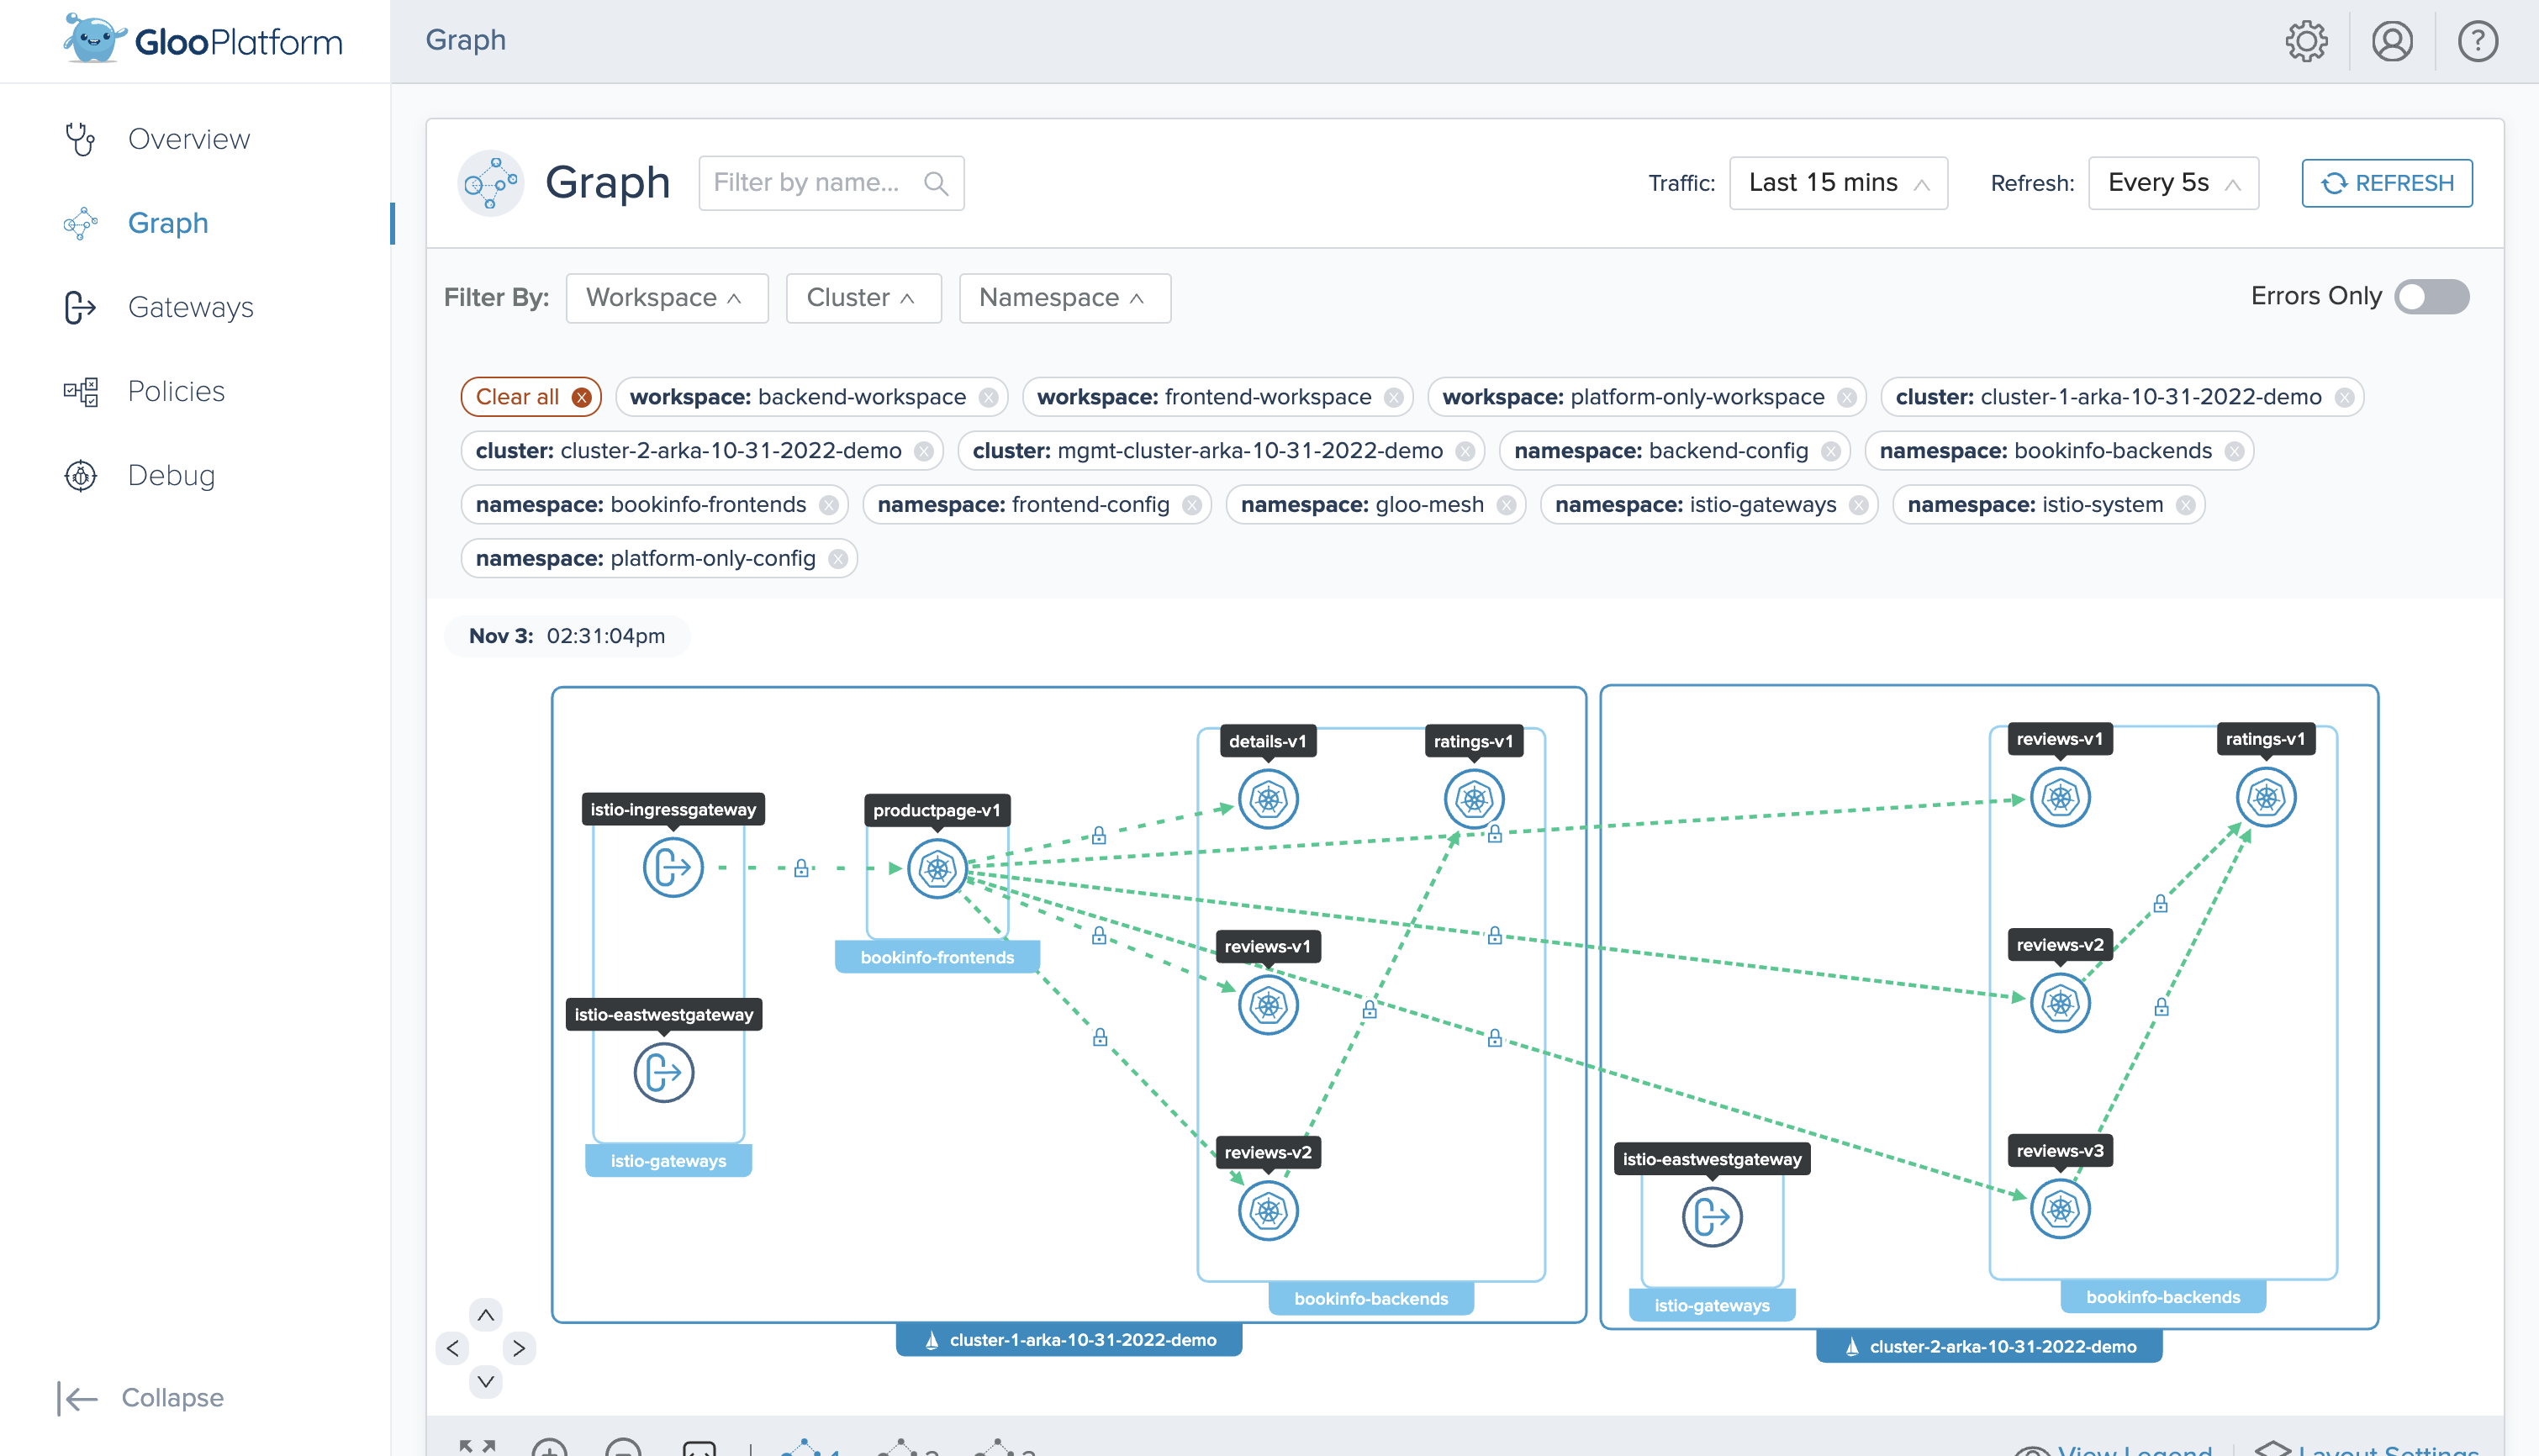 GlooPlatform
Graph
Overview
Graph
Gateways
Policies
Debug
Collapse
Graph
Filter by name...
Traffic: Last 15 mins
Refresh: Every 5s
REFRESH
Filter By: Workspace Cluster Namespace
Errors Only
Clear all workspace: backend-workspace workspace: frontend-workspace workspace: platform-only-workspace cluster: cluster-1-arka-10-31-2022-demo
cluster: cluster-2-arka-10-31-2022-demo cluster: mgmt-cluster-arka-10-31-2022-demo namespace: backend-config namespace: bookinfo-backends
namespace: bookinfo-frontends namespace: frontend-config namespace: gloo-mesh namespace: istio-gateways namespace: istio-system
namespace: platform-only-config
Nov 3: 02:31:04pm
istio-ingressgateway
istio-eastwestgateway
istio-gateways
productpage-v1
bookinfo-frontends
details-v1
ratings-v1
reviews-v1
reviews-v2
bookinfo-backends
cluster-1-arka-10-31-2022-demo
istio-eastwestgateway
istio-gateways
reviews-v1
ratings-v1
reviews-v2
reviews-v3
bookinfo-backends
cluster-2-arka-10-31-2022-demo
View Legend
Layout Settings